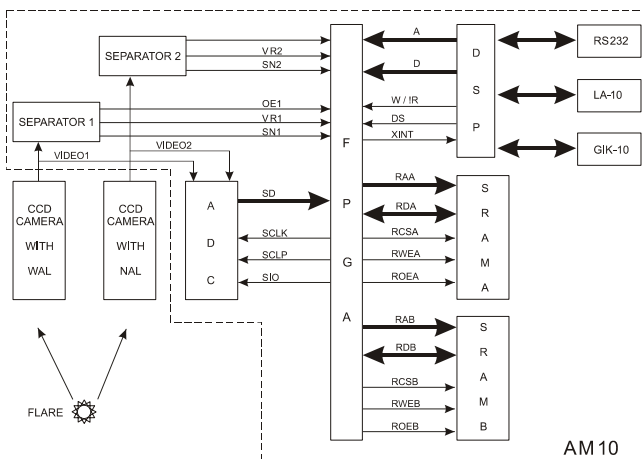 SEPARATOR 2
VR2
SN2
SEPARATOR 1
OE1
VR1
SN1
VIDEO1
VIDEO2
CCD
CAMERA
WITH
WAL
CCD
CAMERA
WITH
NAL
FLARE
A
D
C
SD
SCLK
SCLP
SIO
F
P
G
A
A
D
W / !R
DS
XINT
D
S
P
RS232
LA-10
GIK-10
RAA
RDA
RCSA
RWEA
ROEA
S
R
A
M
A
RAB
RDB
RCSB
RWEB
ROEB
S
R
A
M
B
AM10